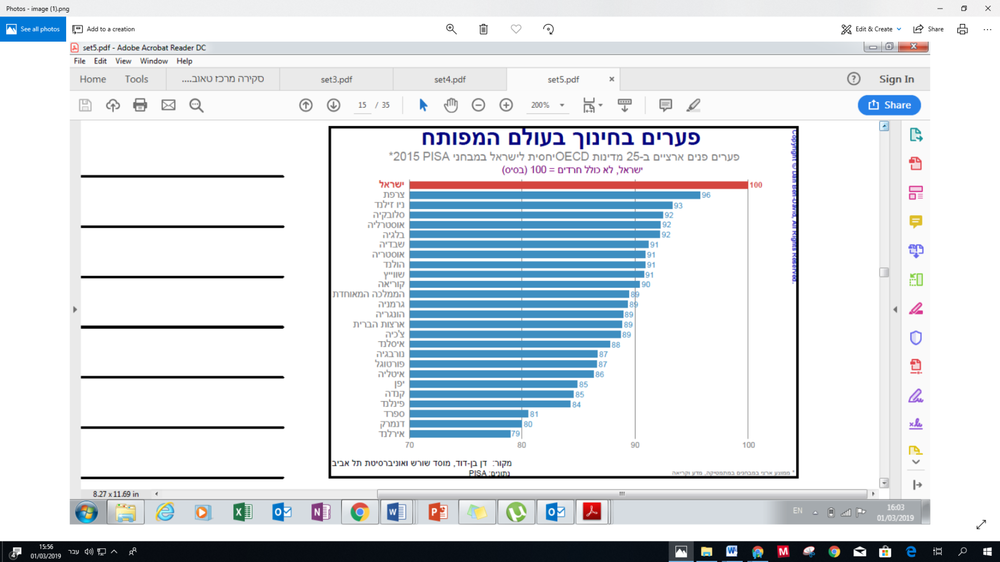 Photos - image (1).png
See all photos
Add to a creation
Edit & Create
Share
set5.pdf - Adobe Acrobat Reader DC
File Edit View Window Help
Home Tools סקירה מרכז טאוב.... set3.pdf set4.pdf set5.pdf Sign In
15 / 35 200% Share
פערים בחינוך בעולם המפותח
פערים פנים ארציים ב-25 מדינות OECDיחסית לישראל במבחני PISA 2015*
ישראל, לא כולל חרדים = 100 (בסיס)
Copyright © Dan Ben-David, All Rights Reserved.
ישראל 100
צרפת 96
ניו זילנד 93
סלובקיה 92
אוסטרליה 92
בלגיה 92
שבדיה 91
אוסטריה 91
הולנד 91
שווייץ 91
קוריאה 90
הממלכה המאוחדת 89
גרמניה 89
הונגריה 89
ארצות הברית 89
צ'כיה 89
איסלנד 88
נורבגיה 87
פורטוגל 87
איטליה 86
יפן 85
קנדה 85
פינלנד 84
ספרד 81
דנמרק 80
אירלנד 79
70 80 90 100
מקור: דן בן-דוד, מוסד שורש ואוניברסיטת תל אביב
נתונים: PISA
* ממוצע ארצי במבחנים במתמטיקה, מדע וקריאה
8.27 x 11.69 in
EN
16:03
01/03/2019
4
15:56
01/03/2019
עבר